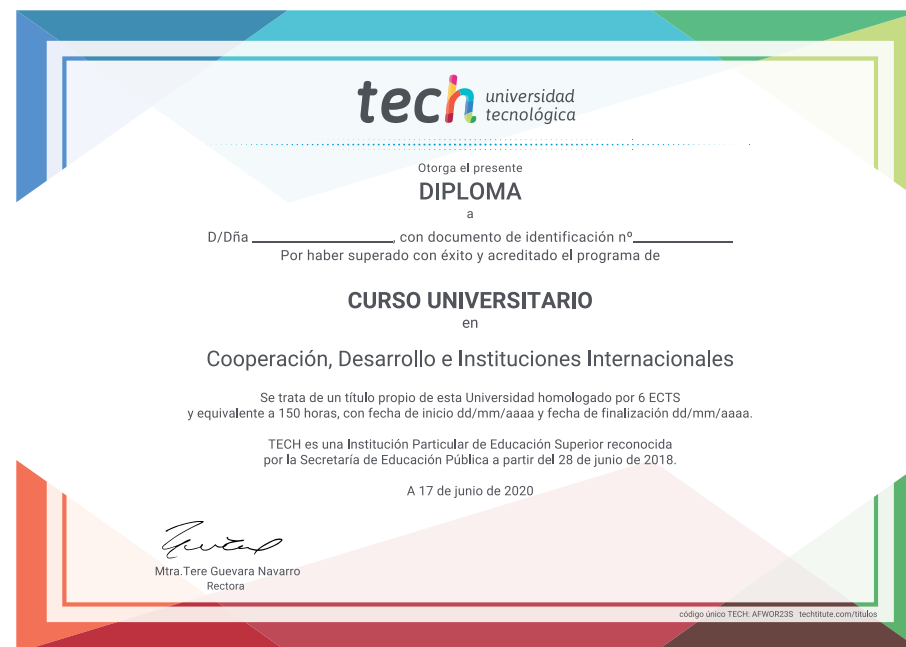 tech universidad
tecnológica
Otorga el presente
DIPLOMA
a
D/Dña ____________________, con documento de identificación nº______________
Por haber superado con éxito y acreditado el programa de
CURSO UNIVERSITARIO
en
Cooperación, Desarrollo e Instituciones Internacionales
Se trata de un título propio de esta Universidad homologado por 6 ECTS
y equivalente a 150 horas, con fecha de inicio dd/mm/aaaa y fecha de finalización dd/mm/aaaa.
TECH es una Institución Particular de Educación Superior reconocida
por la Secretaría de Educación Pública a partir del 28 de junio de 2018.
A 17 de junio de 2020
Mtra.Tere Guevara Navarro
Rectora
código único TECH: AFWOR23S techtitute.com/titulos